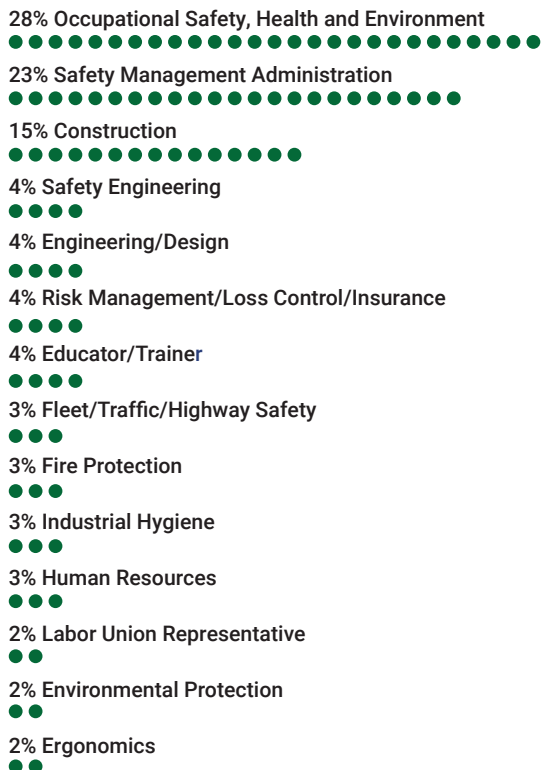 28% Occupational Safety, Health and Environment
23% Safety Management Administration
15% Construction
4% Safety Engineering
4% Engineering/Design
4% Risk Management/Loss Control/Insurance
4% Educator/Trainer
3% Fleet/Traffic/Highway Safety
3% Fire Protection
3% Industrial Hygiene
3% Human Resources
2% Labor Union Representative
2% Environmental Protection
2% Ergonomics